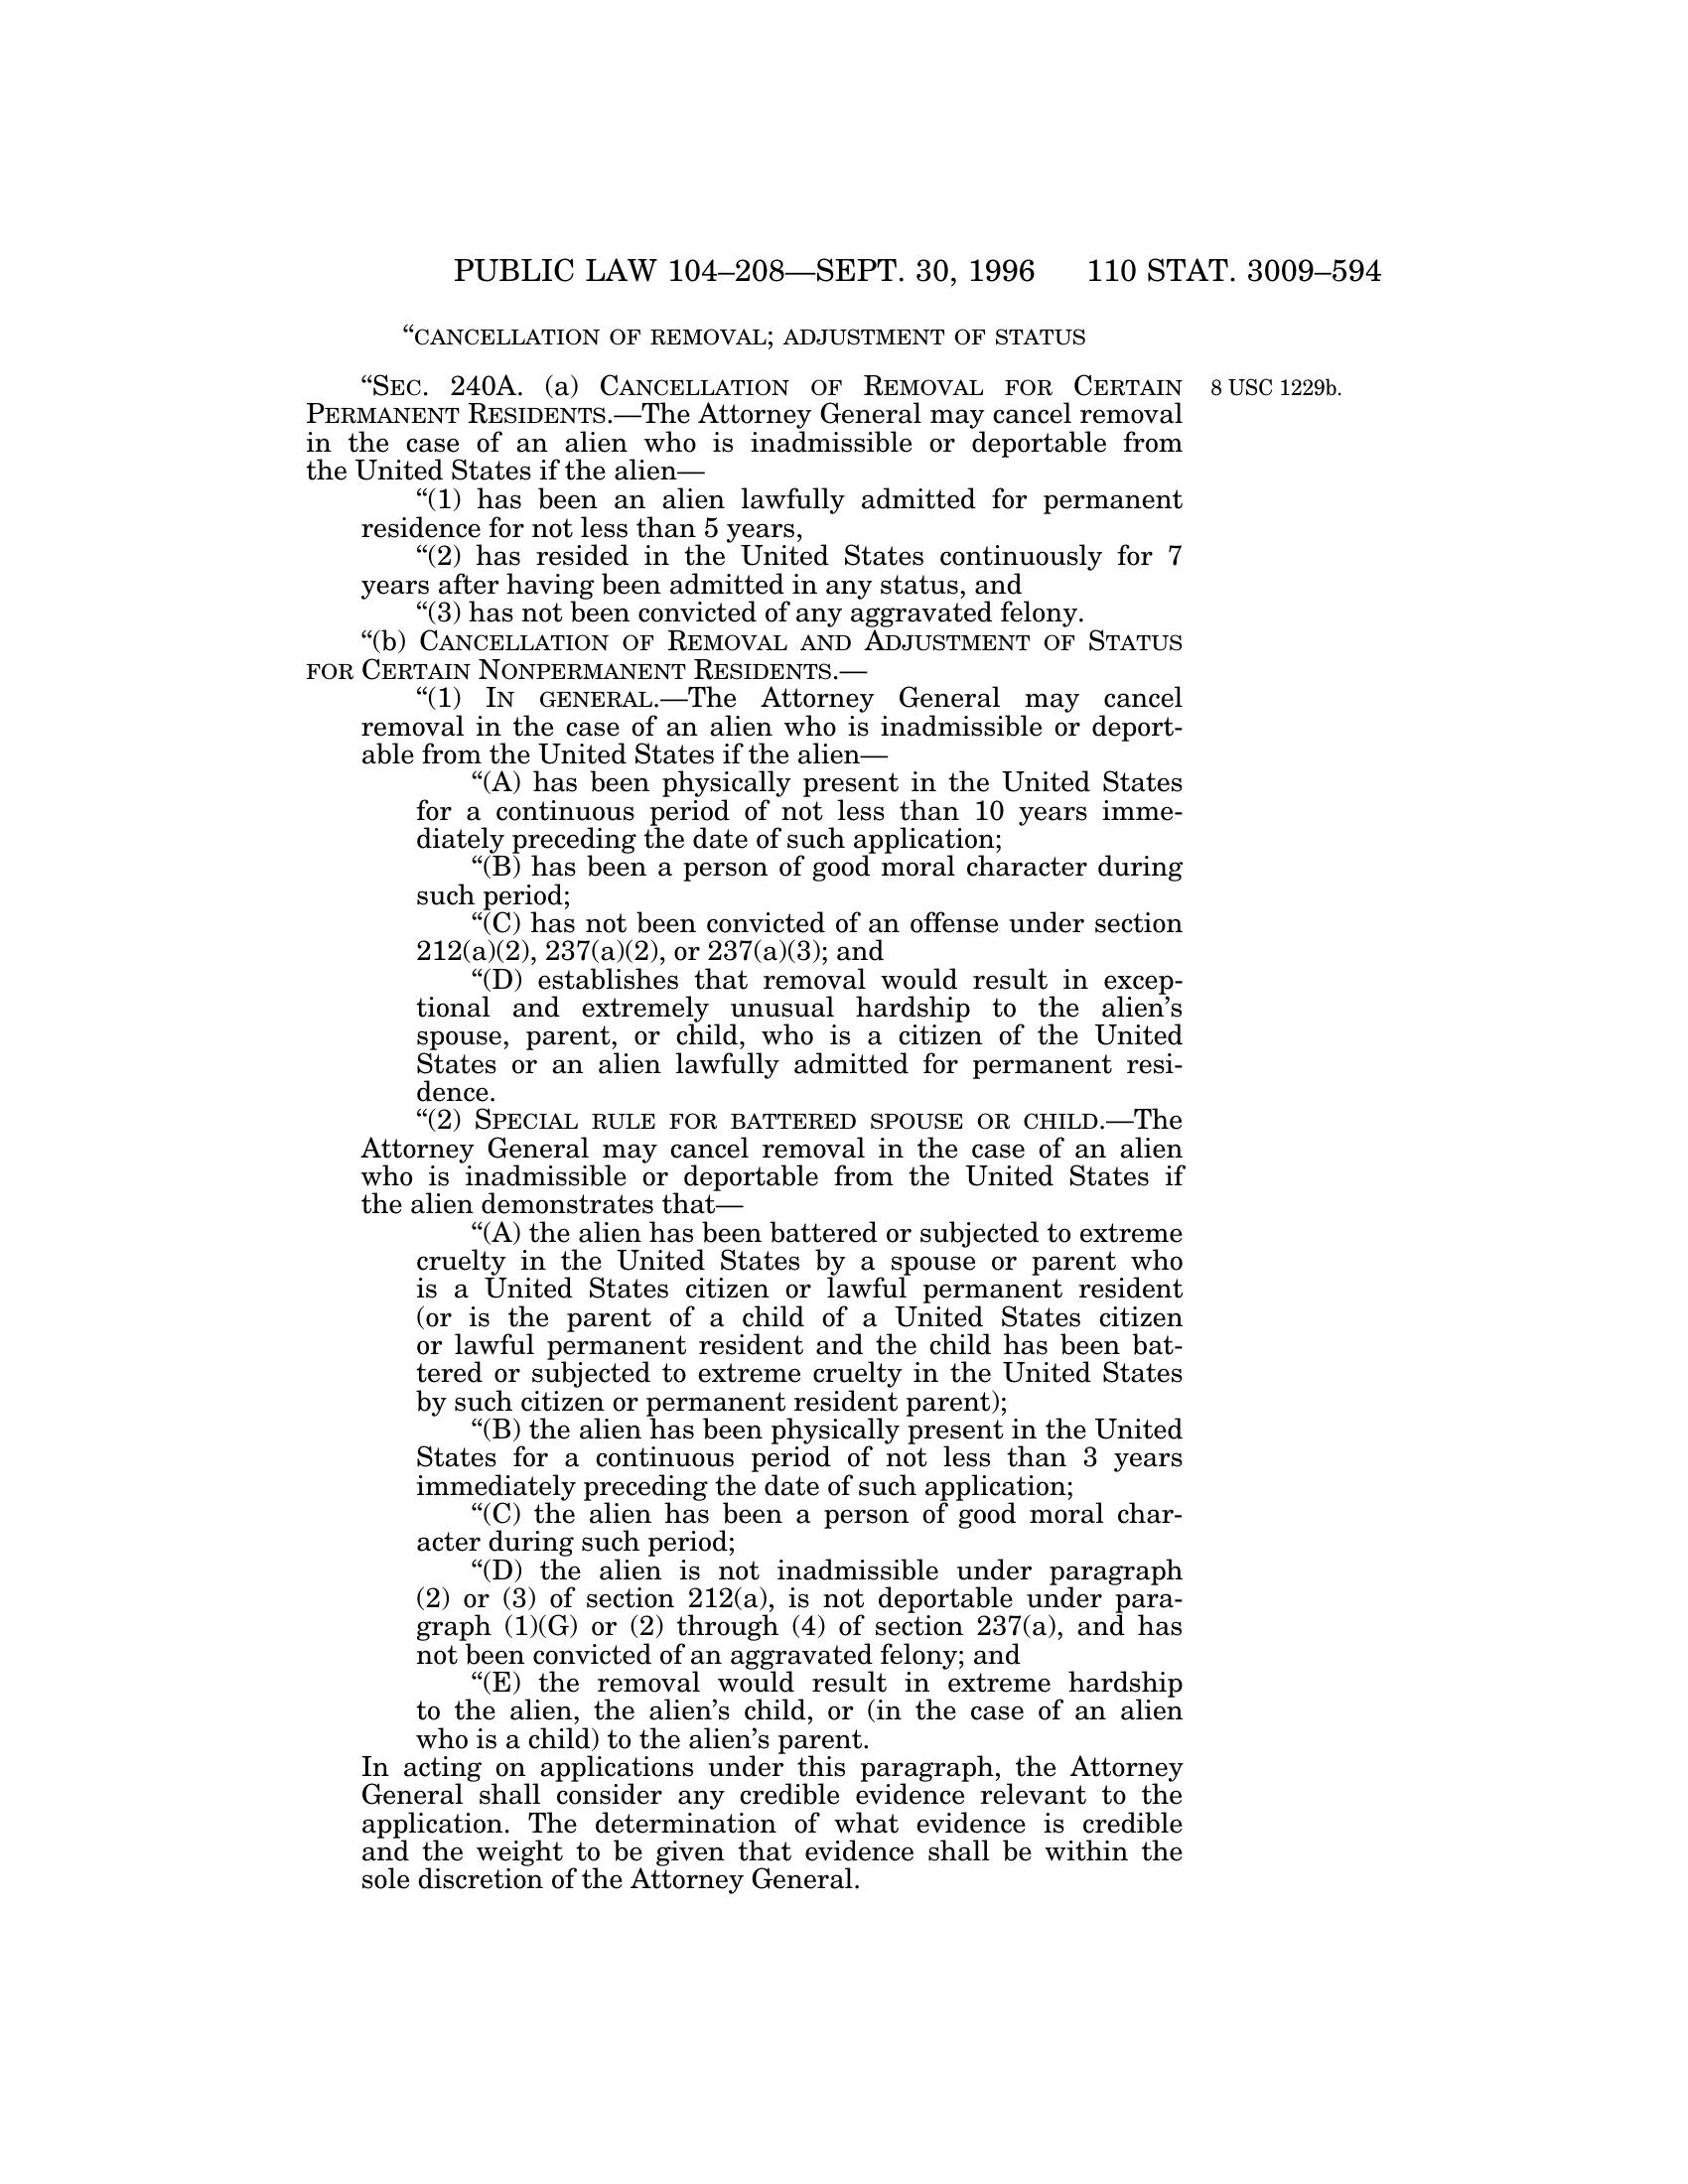 PUBLIC LAW 104–208—SEPT. 30, 1996 110 STAT. 3009–594
“CANCELLATION OF REMOVAL; ADJUSTMENT OF STATUS
“SEC. 240A. (a) CANCELLATION OF REMOVAL FOR CERTAIN
8 USC 1229b.
PERMANENT RESIDENTS.—The Attorney General may cancel removal
in the case of an alien who is inadmissible or deportable from
the United States if the alien—
“(1) has been an alien lawfully admitted for permanent
residence for not less than 5 years,
“(2) has resided in the United States continuously for 7
years after having been admitted in any status, and
“(3) has not been convicted of any aggravated felony.
“(b) CANCELLATION OF REMOVAL AND ADJUSTMENT OF STATUS
FOR CERTAIN NONPERMANENT RESIDENTS.—
“(1) IN GENERAL.—The Attorney General may cancel
removal in the case of an alien who is inadmissible or deport-
able from the United States if the alien—
“(A) has been physically present in the United States
for a continuous period of not less than 10 years imme-
diately preceding the date of such application;
“(B) has been a person of good moral character during
such period;
“(C) has not been convicted of an offense under section
212(a)(2), 237(a)(2), or 237(a)(3); and
“(D) establishes that removal would result in excep-
tional and extremely unusual hardship to the alien’s
spouse, parent, or child, who is a citizen of the United
States or an alien lawfully admitted for permanent resi-
dence.
“(2) SPECIAL RULE FOR BATTERED SPOUSE OR CHILD.—The
Attorney General may cancel removal in the case of an alien
who is inadmissible or deportable from the United States if
the alien demonstrates that—
“(A) the alien has been battered or subjected to extreme
cruelty in the United States by a spouse or parent who
is a United States citizen or lawful permanent resident
(or is the parent of a child of a United States citizen
or lawful permanent resident and the child has been bat-
tered or subjected to extreme cruelty in the United States
by such citizen or permanent resident parent);
“(B) the alien has been physically present in the United
States for a continuous period of not less than 3 years
immediately preceding the date of such application;
“(C) the alien has been a person of good moral char-
acter during such period;
“(D) the alien is not inadmissible under paragraph
(2) or (3) of section 212(a), is not deportable under para-
graph (1)(G) or (2) through (4) of section 237(a), and has
not been convicted of an aggravated felony; and
“(E) the removal would result in extreme hardship
to the alien, the alien’s child, or (in the case of an alien
who is a child) to the alien’s parent.
In acting on applications under this paragraph, the Attorney
General shall consider any credible evidence relevant to the
application. The determination of what evidence is credible
and the weight to be given that evidence shall be within the
sole discretion of the Attorney General.